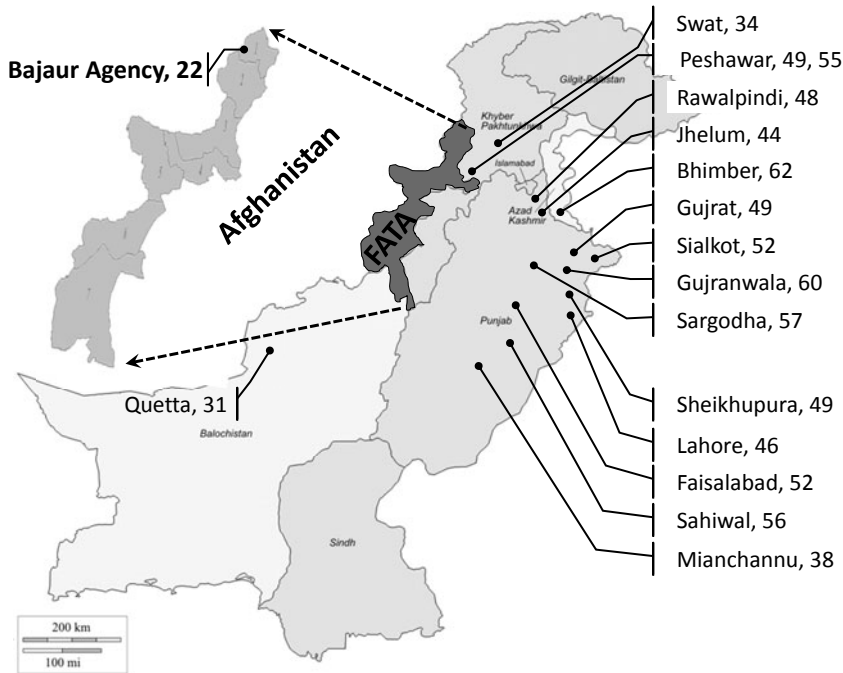 Swat, 34
Peshawar, 49, 55
Rawalpindi, 48
Jhelum, 44
Bhimber, 62
Gujrat, 49
Sialkot, 52
Gujranwala, 60
Sargodha, 57
Sheikhupura, 49
Lahore, 46
Faisalabad, 52
Sahiwal, 56
Mianchannu, 38
Bajaur Agency, 22
Afghanistan
FATA
Gilgit-Baltistan
Khyber
Pakhtunkhwa
Islamabad
Azad
Kashmir
Punjab
Quetta, 31
Balochistan
Sindh
200 km
100 mi